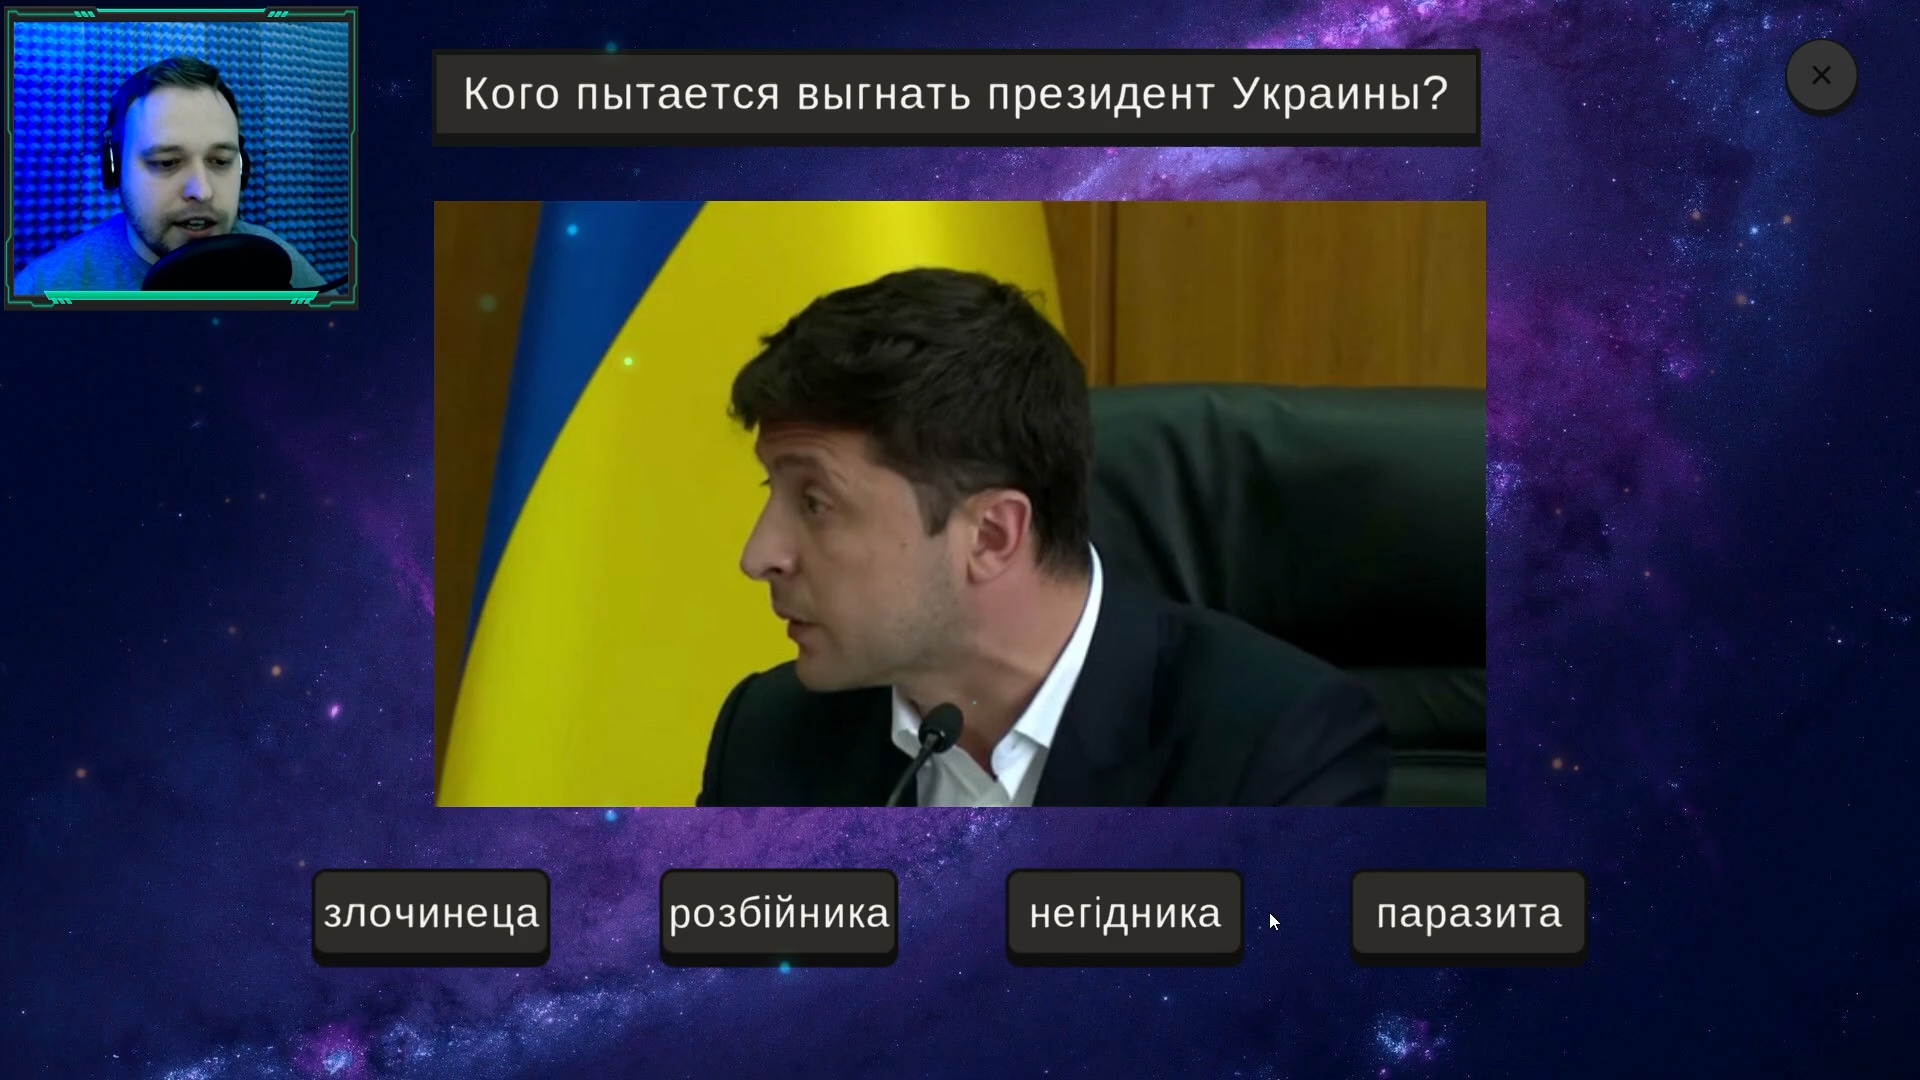 Кого пытается выгнать президент Украины?
злочинеца
розбійника
негідника
паразита